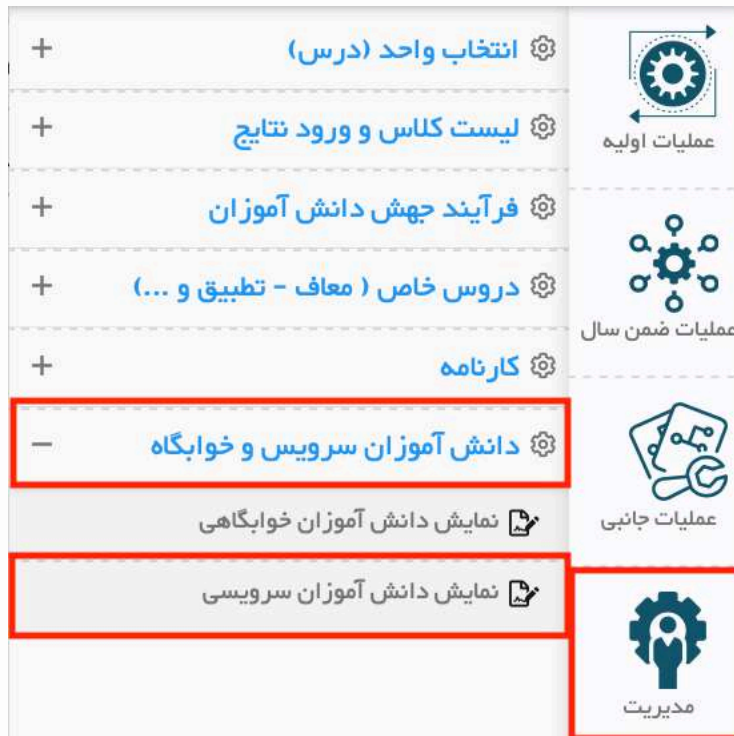 عملیات اولیه
عملیات ضمن سال
عملیات جانبی
مدیریت
انتخاب واحد (درس)
لیست کلاس و ورود نتایج
فرآیند جهش دانش آموزان
دروس خاص ( معاف - تطبیق و ...)
کارنامه
دانش آموزان سرویس و خوابگاه
نمایش دانش آموزان خوابگاهی
نمایش دانش آموزان سرویسی